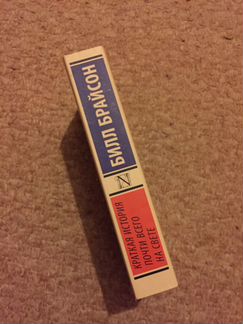 БИЛЛ БРАЙСОН
КРАТКАЯ ИСТОРИЯ
ПОЧТИ ВСЕГО
НА СВЕТЕ